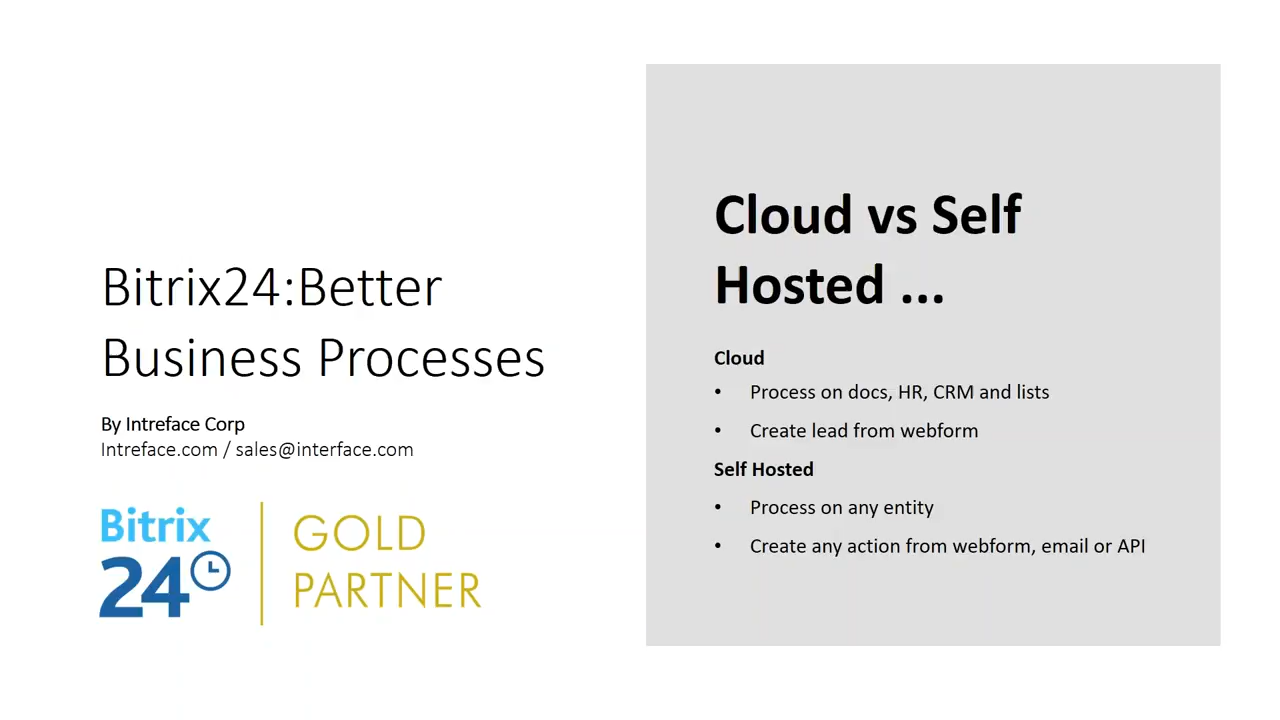 Bitrix24:Better
Business Processes
By Intreface Corp
Intreface.com / sales@interface.com
Bitrix
24
GOLD
PARTNER
Cloud vs Self
Hosted ...
Cloud
• Process on docs, HR, CRM and lists
• Create lead from webform
Self Hosted
• Process on any entity
• Create any action from webform, email or API